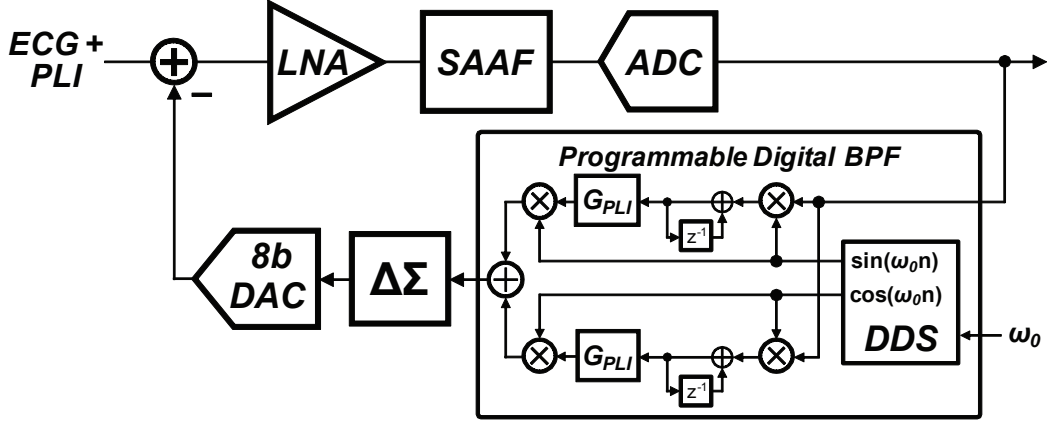 ECG +
PLI
+
−
LNA
SAAF
ADC
Programmable Digital BPF
× G_PLI + ×
z⁻¹
8b
DAC
ΔΣ
+
sin(ω₀n)
cos(ω₀n)
DDS
ω₀
× G_PLI + ×
z⁻¹